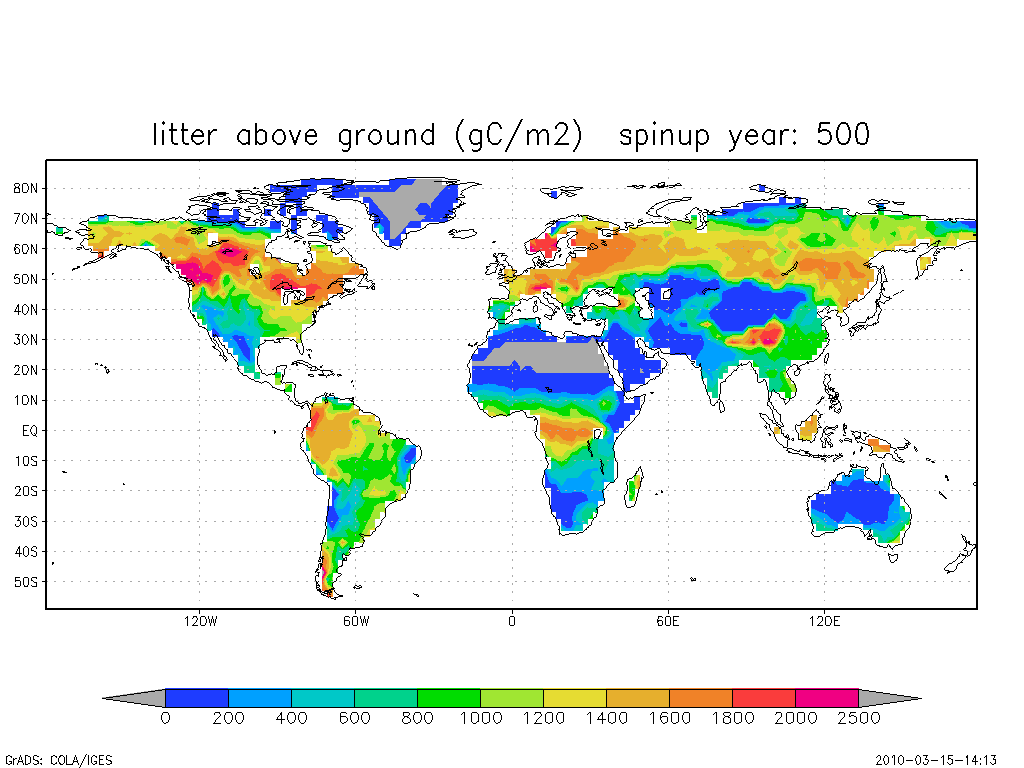 litter above ground (gC/m2)  spinup year: 500
80N
70N
60N
50N
40N
30N
20N
10N
EQ
10S
20S
30S
40S
50S
120W 60W 0 60E 120E
0 200 400 600 800 1000 1200 1400 1600 1800 2000 2500
GrADS: COLA/IGES 2010-03-15-14:13